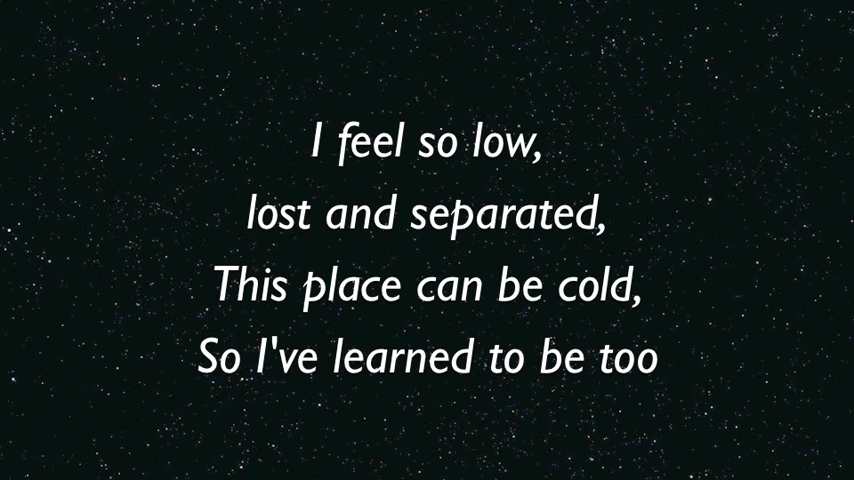 I feel so low,
lost and separated,
This place can be cold,
So I've learned to be too